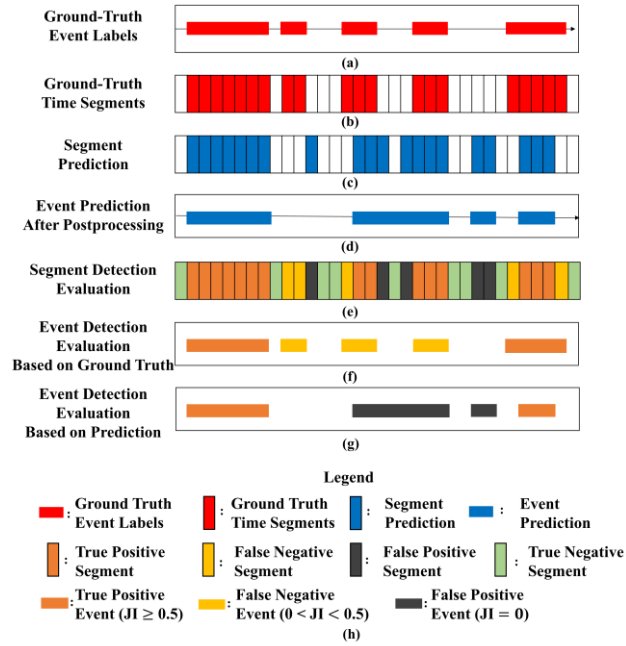 Ground-Truth
Event Labels
(a)
Ground-Truth
Time Segments
(b)
Segment
Prediction
(c)
Event Prediction
After Postprocessing
(d)
Segment Detection
Evaluation
(e)
Event Detection
Evaluation
Based on Ground Truth
(f)
Event Detection
Evaluation
Based on Prediction
(g)
Legend
: Ground Truth
Event Labels
: Ground Truth
Time Segments
: Segment
Prediction
: Event
Prediction
: True Positive
Segment
: False Negative
Segment
: False Positive
Segment
: True Negative
Segment
: True Positive
Event (JI ≥ 0.5)
: False Negative
Event (0 < JI < 0.5)
: False Positive
Event (JI = 0)
(h)